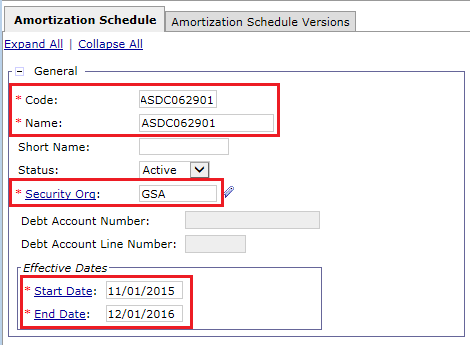 Amortization Schedule Amortization Schedule Versions
Expand All | Collapse All
General
* Code: ASDC062901
* Name: ASDC062901
Short Name:
Status: Active
* Security Org: GSA
Debt Account Number:
Debt Account Line Number:
Effective Dates
* Start Date: 11/01/2015
* End Date: 12/01/2016